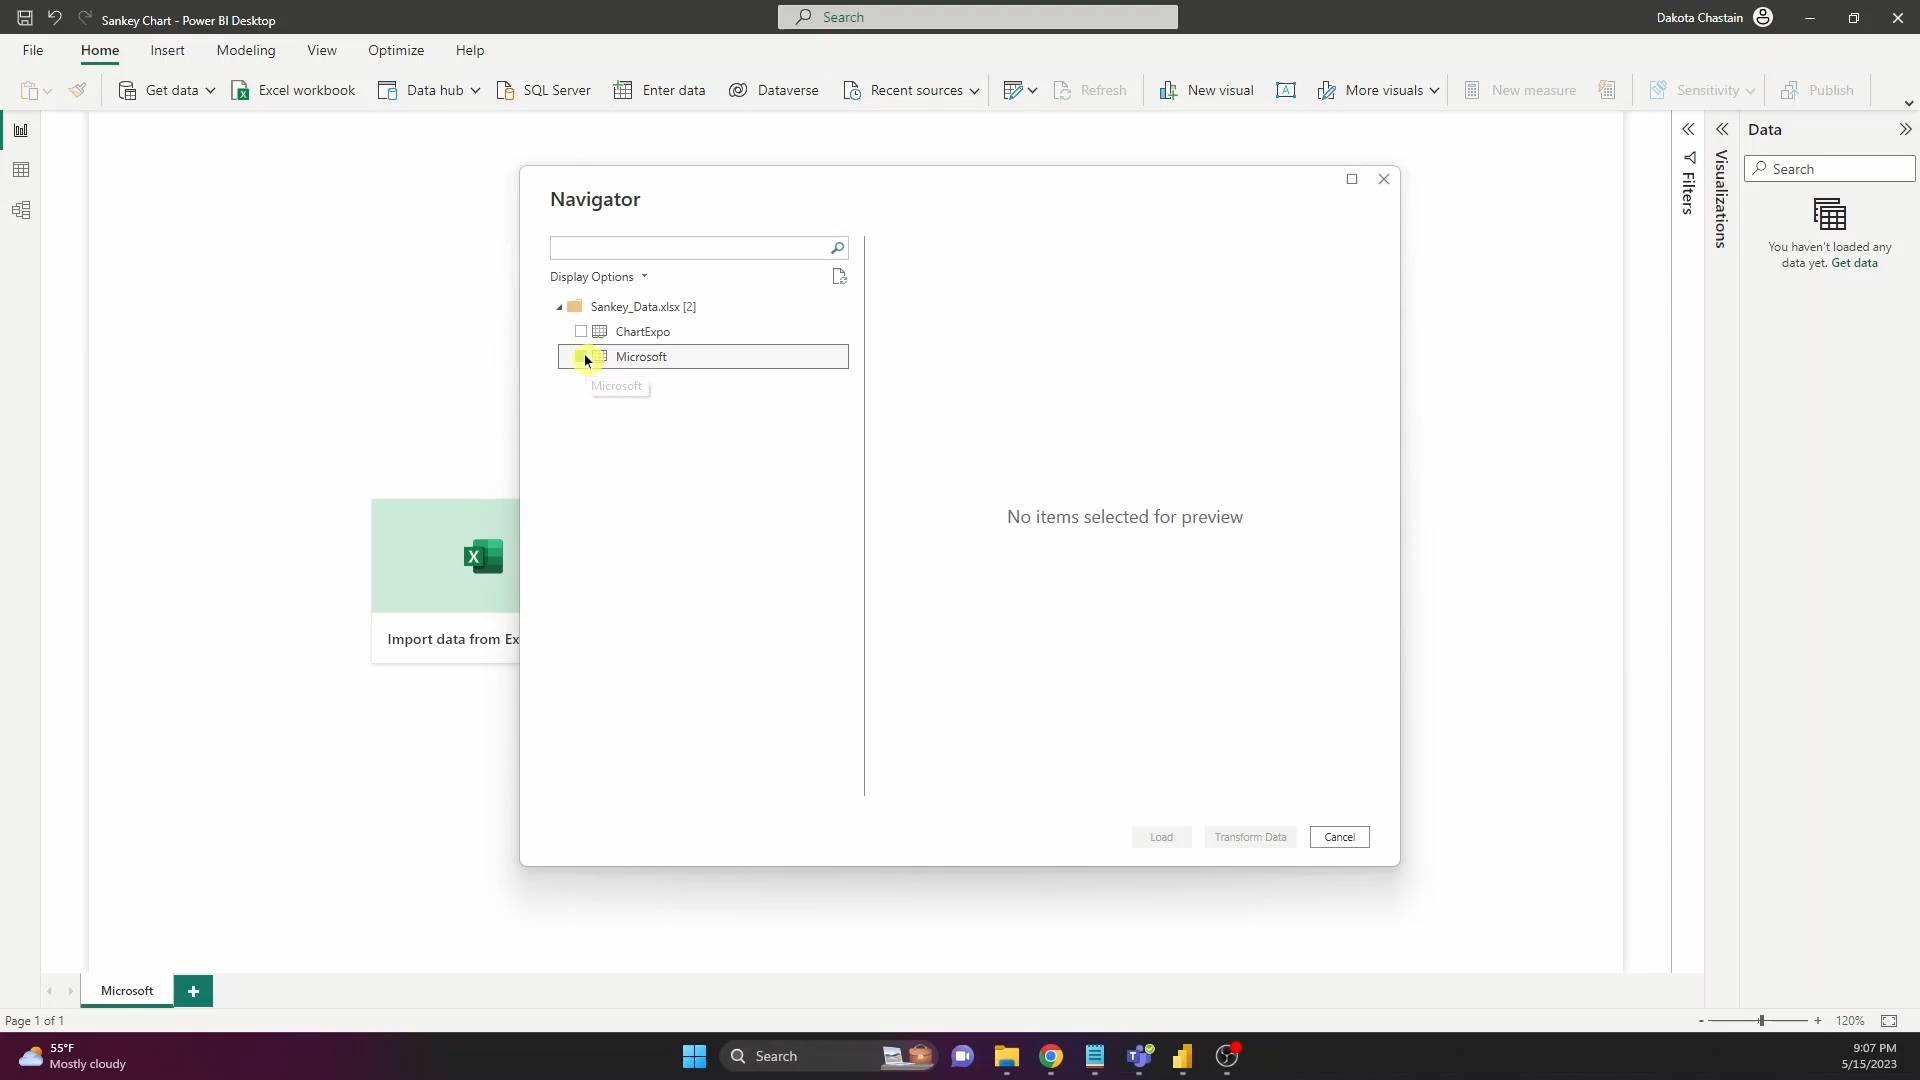 Sankey Chart - Power BI Desktop
Search
Dakota Chastain
File
Home
Insert
Modeling
View
Optimize
Help
Get data
Excel workbook
Data hub
SQL Server
Enter data
Dataverse
Recent sources
Refresh
New visual
More visuals
New measure
Sensitivity
Publish
Filters
Visualizations
Data
Search
You haven't loaded any
data yet. Get data
Navigator
Display Options
Sankey_Data.xlsx [2]
ChartExpo
Microsoft
Microsoft
No items selected for preview
Import data from Ex
Load
Transform Data
Cancel
Microsoft
Page 1 of 1
- + 120%
55°F
Mostly cloudy
Search
9:07 PM
5/15/2023